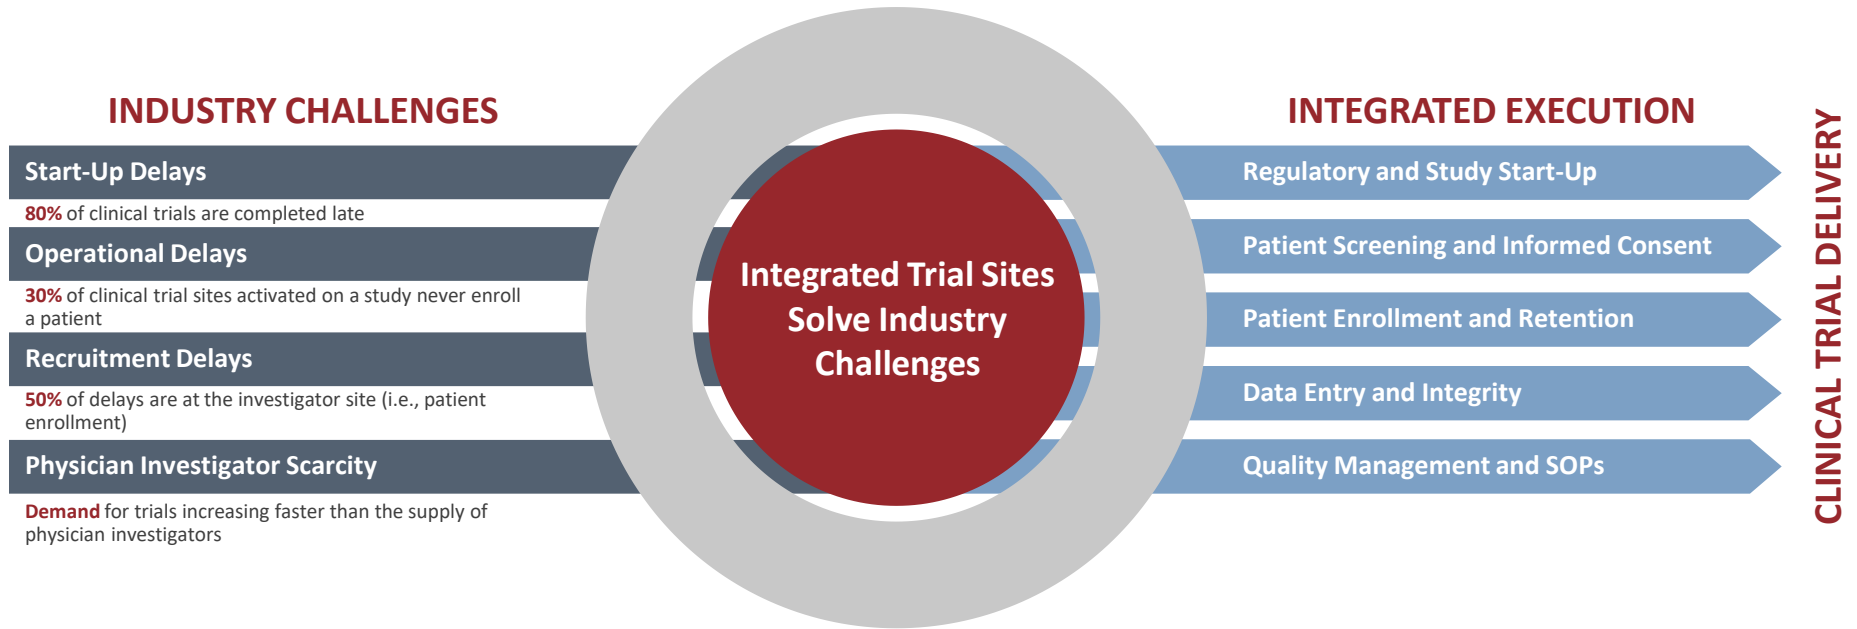 INDUSTRY CHALLENGES
Start-Up Delays
80% of clinical trials are completed late
Operational Delays
30% of clinical trial sites activated on a study never enroll
a patient
Recruitment Delays
50% of delays are at the investigator site (i.e., patient
enrollment)
Physician Investigator Scarcity
Demand for trials increasing faster than the supply of
physician investigators
Integrated Trial Sites
Solve Industry
Challenges
INTEGRATED EXECUTION
Regulatory and Study Start-Up
Patient Screening and Informed Consent
Patient Enrollment and Retention
Data Entry and Integrity
Quality Management and SOPs
CLINICAL TRIAL DELIVERY